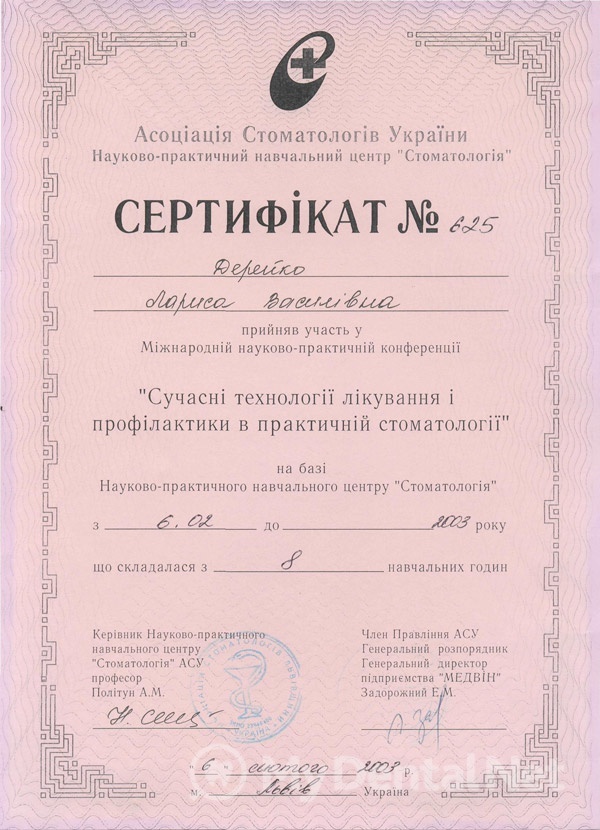 Асоціація Стоматологів України
Науково-практичний навчальний центр "Стоматологія"
СЕРТИФІКАТ № 625
Дерейко
Лариса Василівна
прийняв участь у
Міжнародній науково-практичній конференції
"Сучасні технології лікування і
профілактики в практичній стоматології"
на базі
Науково-практичного навчального центру "Стоматологія"
з 6.02 до 2003 року
що складалася з 8 навчальних годин
Керівник Науково-практичного
навчального центру
"Стоматологія" АСУ
професор
Політун А.М.
Член Правління АСУ
Генеральний розпорядник
Генеральний директор
підприємства "МЕДВІН"
Задорожний Е.М.
"6 лютого 2003 р.
м. Львів Україна